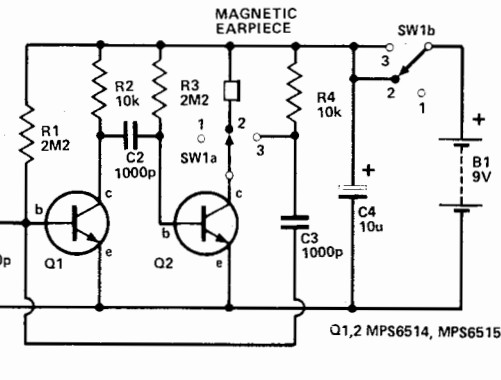 MAGNETIC
EARPIECE
SW1b
3
2
1
R2
10k
R3
2M2
R4
10k
R1
2M2
1
2
3
SW1a
C2
1000p
+
B1
9V
+
C4
10u
b
c
e
Q1
b
c
e
Q2
C3
1000p
0p
Q1,2 MPS6514, MPS6515